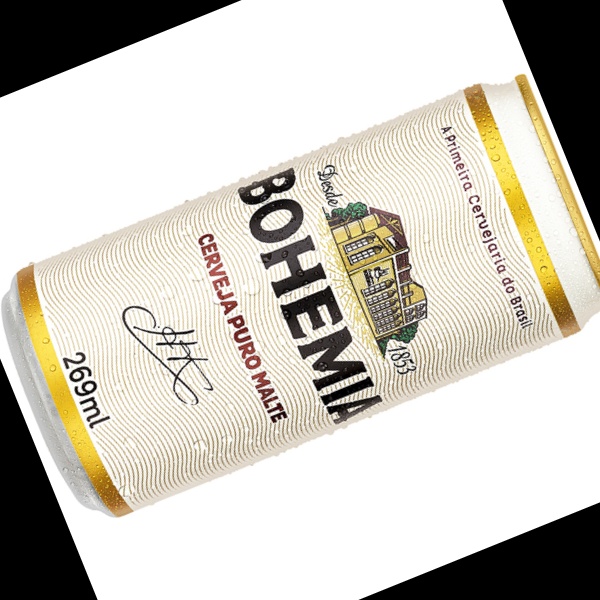 A Primeira Cervejaria do Brasil
Desde 1853
BOHEMIA
CERVEJA PURO MALTE
269ml